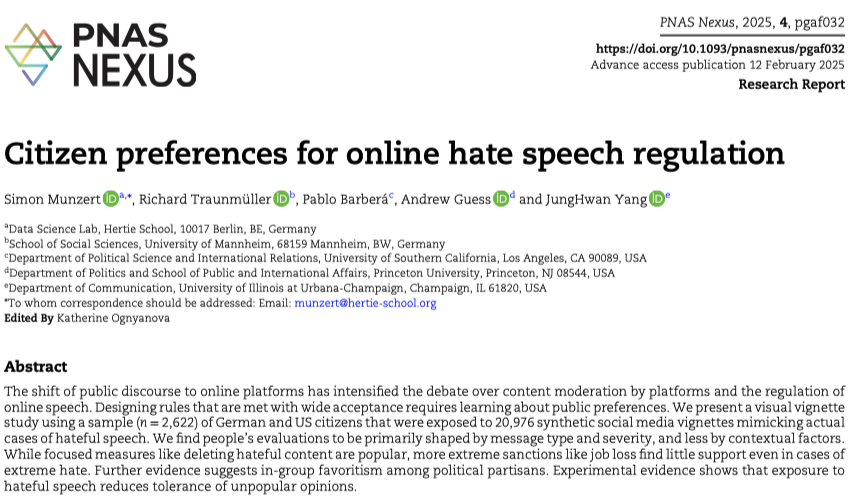 PNAS
NEXUS
PNAS Nexus, 2025, 4, pgaf032
https://doi.org/10.1093/pnasnexus/pgaf032
Advance access publication 12 February 2025
Research Report
Citizen preferences for online hate speech regulation
Simon Munzert iD a,*, Richard Traunmüller iD b, Pablo Barberá c, Andrew Guess iD d and JungHwan Yang iD e
aData Science Lab, Hertie School, 10017 Berlin, BE, Germany
bSchool of Social Sciences, University of Mannheim, 68159 Mannheim, BW, Germany
cDepartment of Political Science and International Relations, University of Southern California, Los Angeles, CA 90089, USA
dDepartment of Politics and School of Public and International Affairs, Princeton University, Princeton, NJ 08544, USA
eDepartment of Communication, University of Illinois at Urbana-Champaign, Champaign, IL 61820, USA
*To whom correspondence should be addressed: Email: munzert@hertie-school.org
Edited By Katherine Ognyanova
Abstract
The shift of public discourse to online platforms has intensified the debate over content moderation by platforms and the regulation of
online speech. Designing rules that are met with wide acceptance requires learning about public preferences. We present a visual vignette
study using a sample (n = 2,622) of German and US citizens that were exposed to 20,976 synthetic social media vignettes mimicking actual
cases of hateful speech. We find people's evaluations to be primarily shaped by message type and severity, and less by contextual factors.
While focused measures like deleting hateful content are popular, more extreme sanctions like job loss find little support even in cases of
extreme hate. Further evidence suggests in-group favoritism among political partisans. Experimental evidence shows that exposure to
hateful speech reduces tolerance of unpopular opinions.